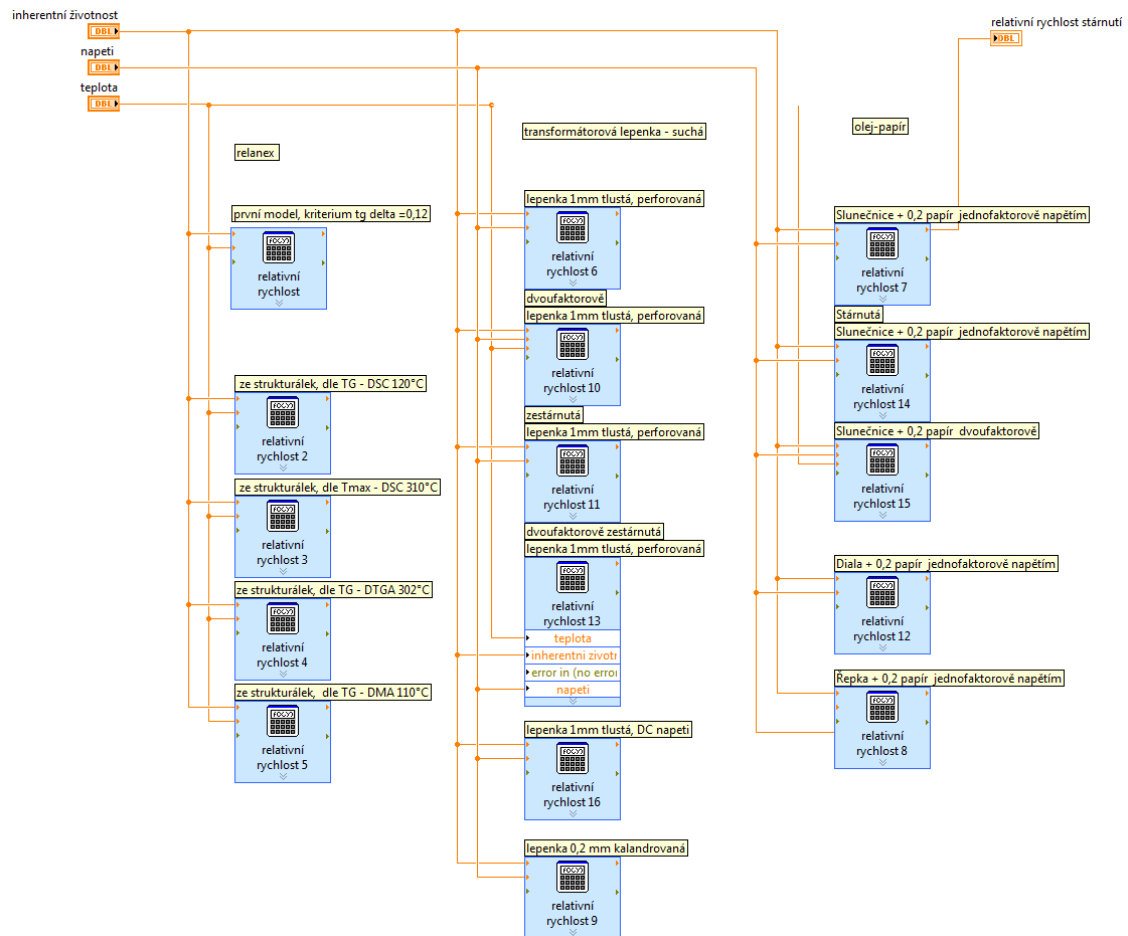 inherentní životnost
DBL
napeti
DBL
teplota
DBL
relativní rychlost stárnutí
DBL
relanex
první model, kriterium tg delta =0,12
relativní
rychlost
ze strukturálek, dle TG - DSC 120°C
relativní
rychlost 2
ze strukturálek, dle Tmax - DSC 310°C
relativní
rychlost 3
ze strukturálek, dle TG - DTGA 302°C
relativní
rychlost 4
ze strukturálek, dle TG - DMA 110°C
relativní
rychlost 5
transformátorová lepenka - suchá
lepenka 1mm tlustá, perforovaná
relativní
rychlost 6
dvoufaktorově
lepenka 1mm tlustá, perforovaná
relativní
rychlost 10
zestárnutá
lepenka 1mm tlustá, perforovaná
relativní
rychlost 11
dvoufaktorově zestárnutá
lepenka 1mm tlustá, perforovaná
relativní
rychlost 13
teplota
inherentni zivot
error in (no erro
napeti
lepenka 1mm tlustá, DC napeti
relativní
rychlost 16
lepenka 0,2 mm kalandrovaná
relativní
rychlost 9
olej-papír
Slunečnice + 0,2 papír jednofaktorově napětím
relativní
rychlost 7
Stárnutá
Slunečnice + 0,2 papír jednofaktorově napětím
relativní
rychlost 14
Slunečnice + 0,2 papír dvoufaktorově
relativní
rychlost 15
Diala + 0,2 papír jednofaktorově napětím
relativní
rychlost 12
Řepka + 0,2 papír jednofaktorově napětím
relativní
rychlost 8